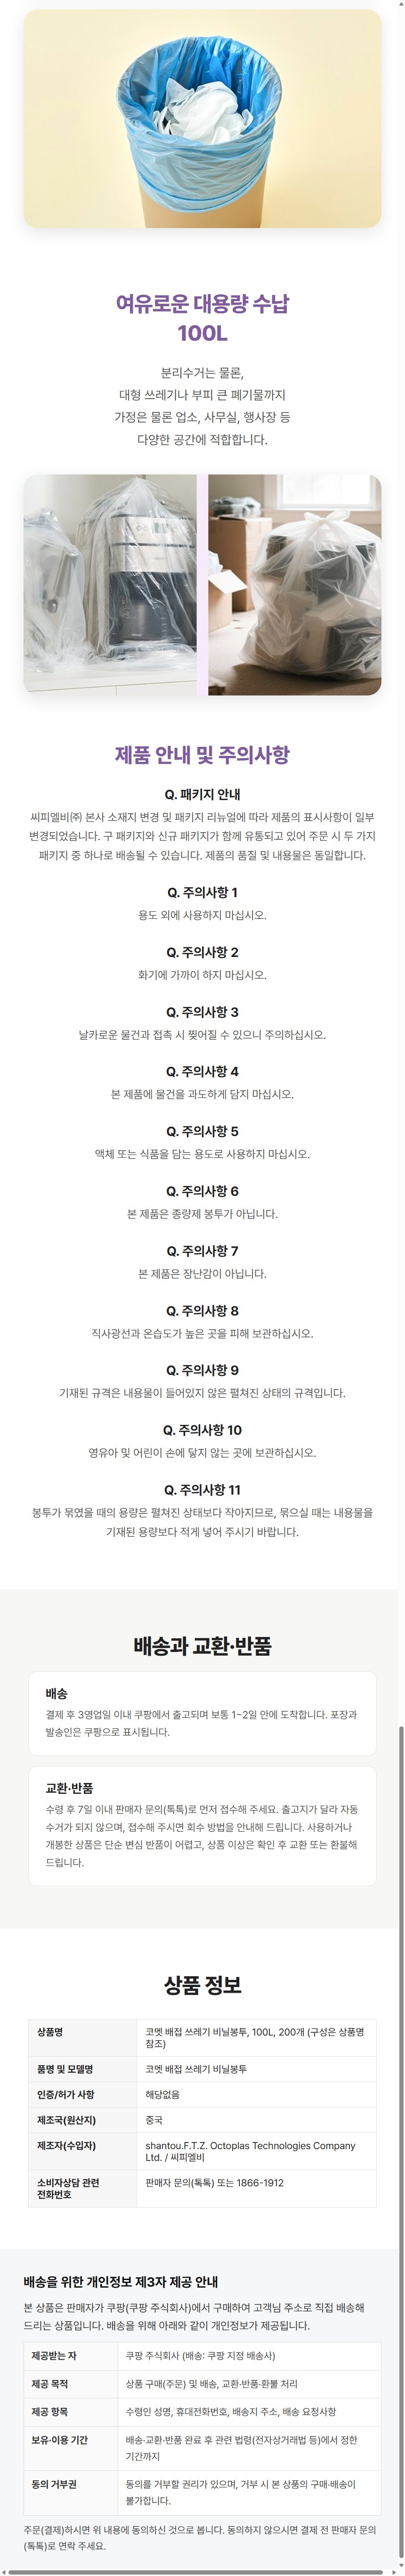 여유로운 대용량 수납
100L
분리수거는 물론,
대형 쓰레기나 부피 큰 폐기물까지
가정은 물론 업소, 사무실, 행사장 등
다양한 공간에 적합합니다.
제품 안내 및 주의사항
Q. 패키지 안내
씨피엘비㈜ 본사 소재지 변경 및 패키지 리뉴얼에 따라 제품의 표시사항이 일부
변경되었습니다. 구 패키지와 신규 패키지가 함께 유통되고 있어 주문 시 두 가지
패키지 중 하나로 배송될 수 있습니다. 제품의 품질 및 내용물은 동일합니다.
Q. 주의사항 1
용도 외에 사용하지 마십시오.
Q. 주의사항 2
화기에 가까이 하지 마십시오.
Q. 주의사항 3
날카로운 물건과 접촉 시 찢어질 수 있으니 주의하십시오.
Q. 주의사항 4
본 제품에 물건을 과도하게 담지 마십시오.
Q. 주의사항 5
액체 또는 식품을 담는 용도로 사용하지 마십시오.
Q. 주의사항 6
본 제품은 종량제 봉투가 아닙니다.
Q. 주의사항 7
본 제품은 장난감이 아닙니다.
Q. 주의사항 8
직사광선과 온습도가 높은 곳을 피해 보관하십시오.
Q. 주의사항 9
기재된 규격은 내용물이 들어있지 않은 펼쳐진 상태의 규격입니다.
Q. 주의사항 10
영유아 및 어린이 손에 닿지 않는 곳에 보관하십시오.
Q. 주의사항 11
봉투가 묶였을 때의 용량은 펼쳐진 상태보다 작아지므로, 묶으실 때는 내용물을
기재된 용량보다 적게 넣어 주시기 바랍니다.
배송과 교환·반품
배송
결제 후 3영업일 이내 쿠팡에서 출고되며 보통 1~2일 안에 도착합니다. 포장과
발송인은 쿠팡으로 표시됩니다.
교환·반품
수령 후 7일 이내 판매자 문의(톡톡)로 먼저 접수해 주세요. 출고지가 달라 자동
수거가 되지 않으며, 접수해 주시면 회수 방법을 안내해 드립니다. 사용하거나
개봉한 상품은 단순 변심 반품이 어렵고, 상품 이상은 확인 후 교환 또는 환불해
드립니다.
상품 정보
상품명 코멧 배접 쓰레기 비닐봉투, 100L, 200개 (구성은 상품명
참조)
품명 및 모델명 코멧 배접 쓰레기 비닐봉투
인증/허가 사항 해당없음
제조국(원산지) 중국
제조자(수입자) shantou.F.T.Z. Octoplas Technologies Company
Ltd. / 씨피엘비
소비자상담 관련 판매자 문의(톡톡) 또는 1866-1912
전화번호
배송을 위한 개인정보 제3자 제공 안내
본 상품은 판매자가 쿠팡(쿠팡 주식회사)에서 구매하여 고객님 주소로 직접 배송해
드리는 상품입니다. 배송을 위해 아래와 같이 개인정보가 제공됩니다.
제공받는 자 쿠팡 주식회사 (배송: 쿠팡 지정 배송사)
제공 목적 상품 구매(주문) 및 배송, 교환·반품·환불 처리
제공 항목 수령인 성명, 휴대전화번호, 배송지 주소, 배송 요청사항
보유·이용 기간 배송·교환·반품 완료 후 관련 법령(전자상거래법 등)에서 정한
기간까지
동의 거부권 동의를 거부할 권리가 있으며, 거부 시 본 상품의 구매·배송이
불가합니다.
주문(결제)하시면 위 내용에 동의하신 것으로 봅니다. 동의하지 않으시면 결제 전 판매자 문의
(톡톡)로 연락 주세요.